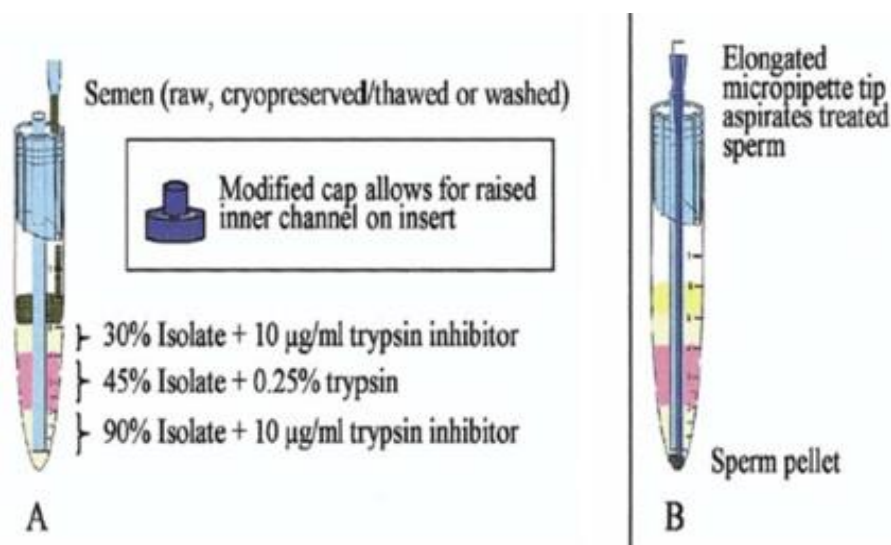 Semen (raw, cryopreserved/thawed or washed)
Modified cap allows for raised
inner channel on insert
30% Isolate + 10 µg/ml trypsin inhibitor
45% Isolate + 0.25% trypsin
90% Isolate + 10 µg/ml trypsin inhibitor
A
Elongated
micropipette tip
aspirates treated
sperm
Sperm pellet
B